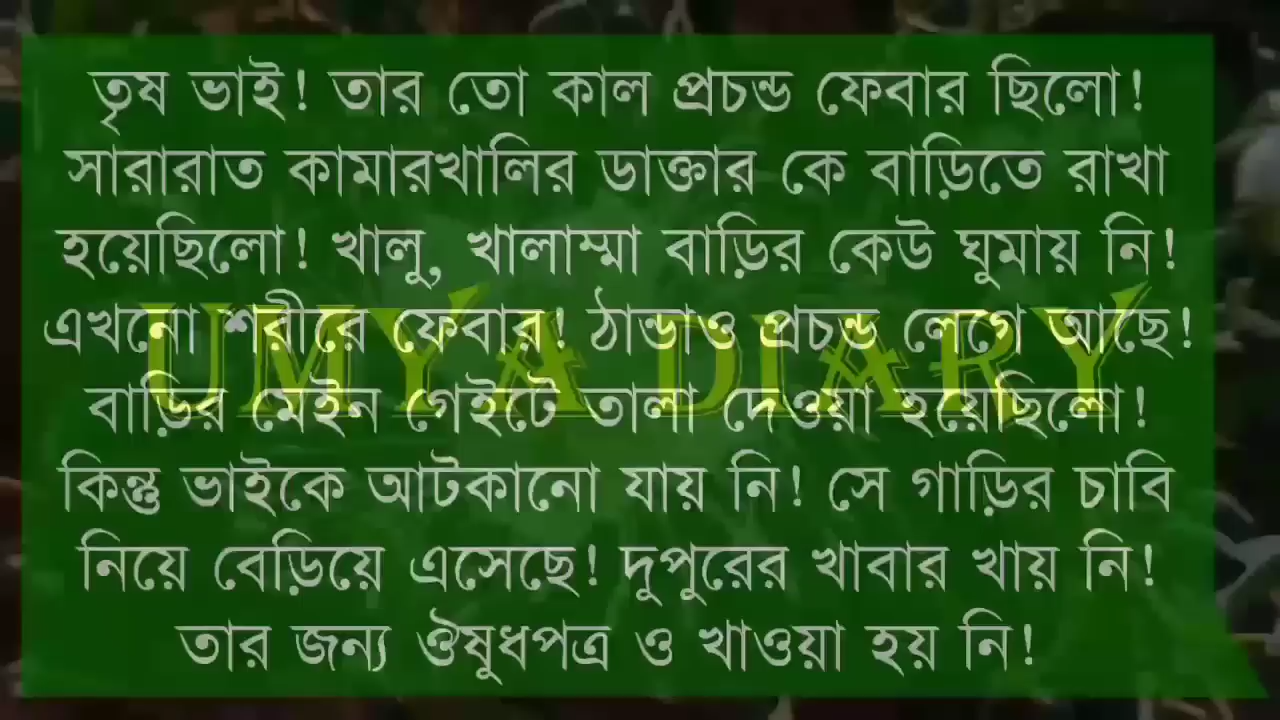 তৃষ ভাই! তার তো কাল প্রচন্ড ফেবার ছিলো!
সারারাত কামারখালির ডাক্তার কে বাড়িতে রাখা
হয়েছিলো! খালু, খালাম্মা বাড়ির কেউ ঘুমায় নি!
এখনো শরীরে ফেবার! ঠান্ডাও প্রচন্ড লেগে আছে!
UMYA DIARY
বাড়ির মেইন গেইটে তালা দেওয়া হয়েছিলো!
কিন্তু ভাইকে আটকানো যায় নি! সে গাড়ির চাবি
নিয়ে বেড়িয়ে এসেছে! দুপুরের খাবার খায় নি!
তার জন্য ঔষুধপত্র ও খাওয়া হয় নি!